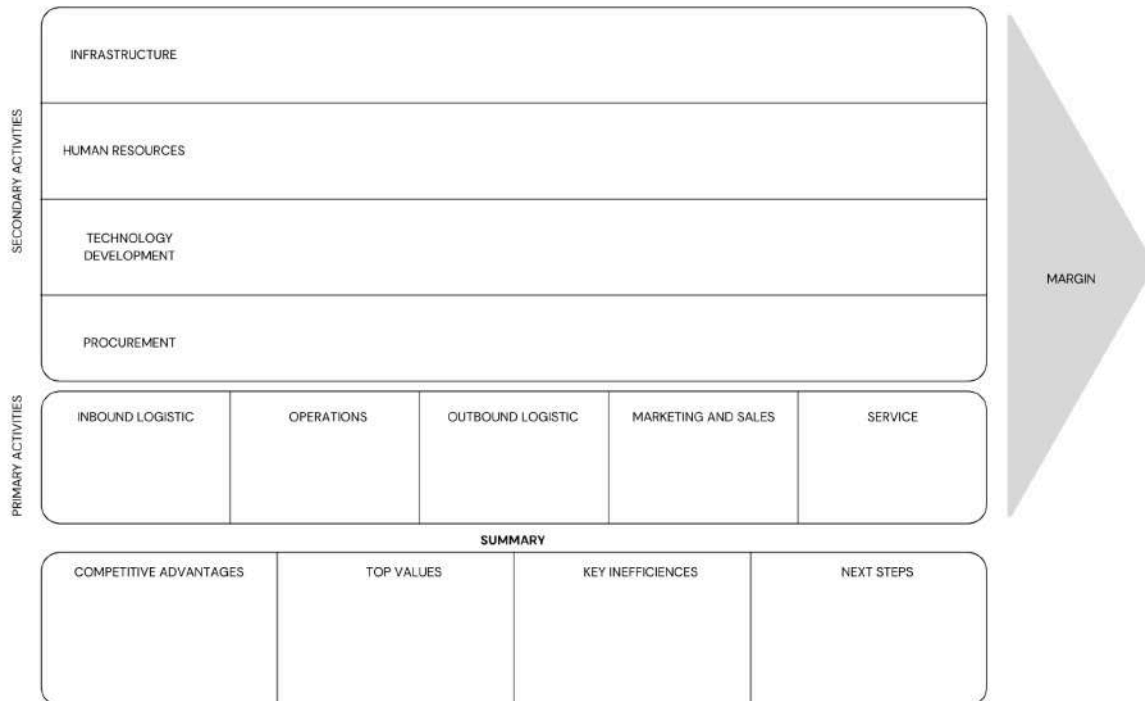 SECONDARY ACTIVITIES
INFRASTRUCTURE
HUMAN RESOURCES
TECHNOLOGY
DEVELOPMENT
PROCUREMENT
MARGIN
PRIMARY ACTIVITIES
INBOUND LOGISTIC
OPERATIONS
OUTBOUND LOGISTIC
MARKETING AND SALES
SERVICE
SUMMARY
COMPETITIVE ADVANTAGES
TOP VALUES
KEY INEFFICIENCES
NEXT STEPS